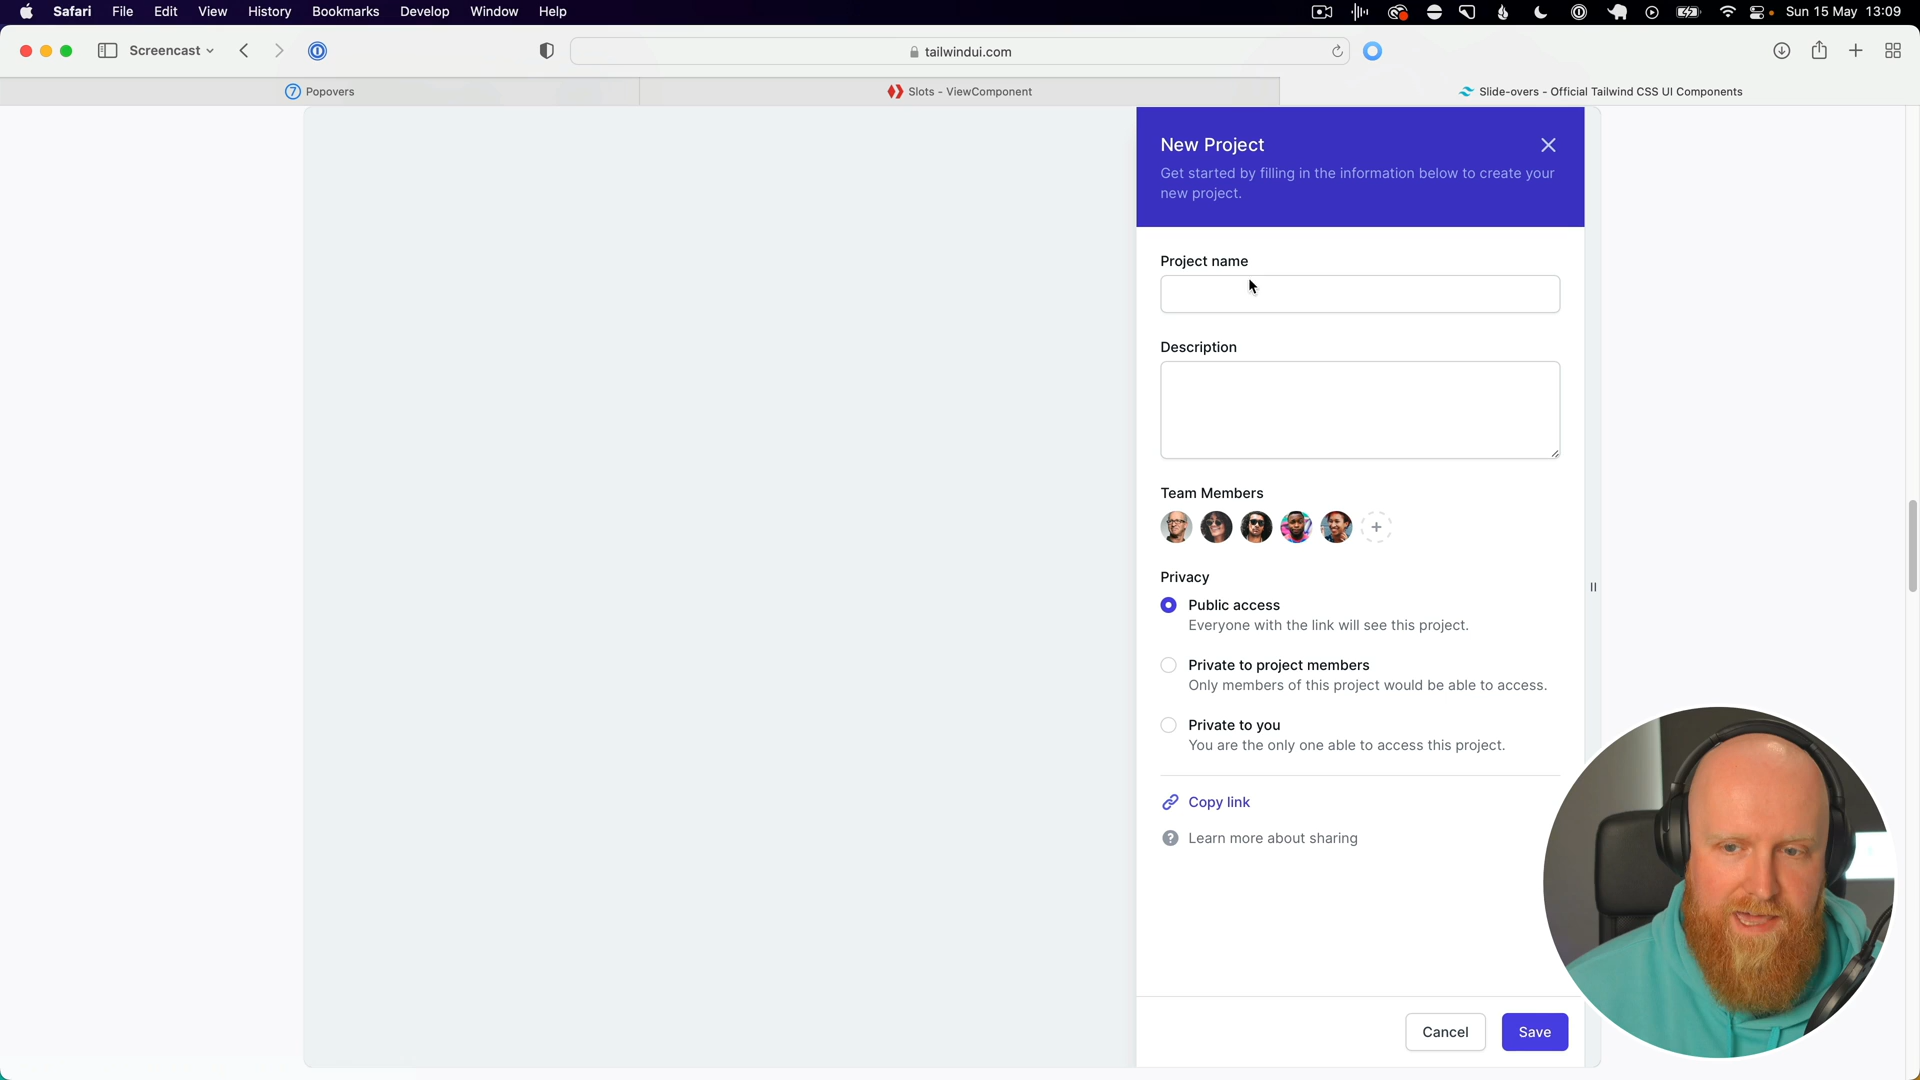 Safari File Edit View History Bookmarks Develop Window Help Sun 15 May 13:09
Screencast tailwindui.com
7 Popovers Slots - ViewComponent Slide-overs - Official Tailwind CSS UI Components
New Project
Get started by filling in the information below to create your
new project.
Project name
Description
Team Members
Privacy
Public access
Everyone with the link will see this project.
Private to project members
Only members of this project would be able to access.
Private to you
You are the only one able to access this project.
Copy link
Learn more about sharing
Cancel Save